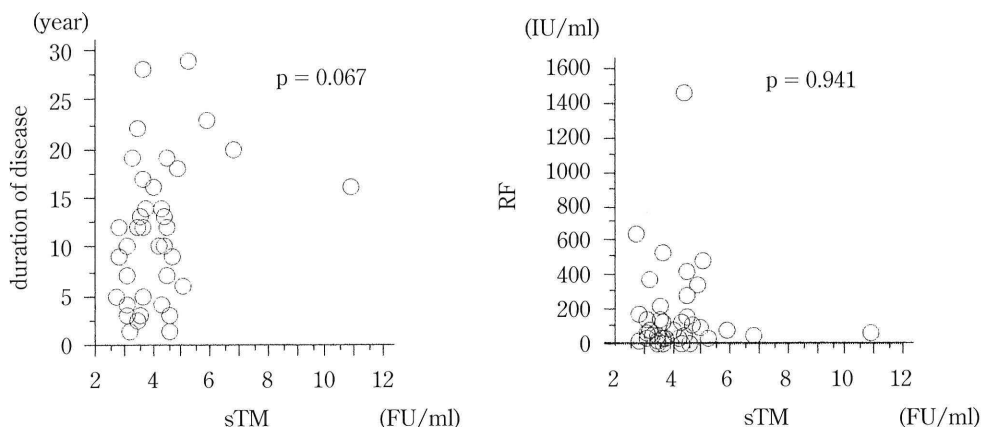 (year)
30
25
20
15
10
5
0
duration of disease
p = 0.067
2 4 6 8 10 12
sTM (FU/ml)
(IU/ml)
1600
1400
1200
1000
800
600
400
200
0
RF
p = 0.941
2 4 6 8 10 12
sTM (FU/ml)